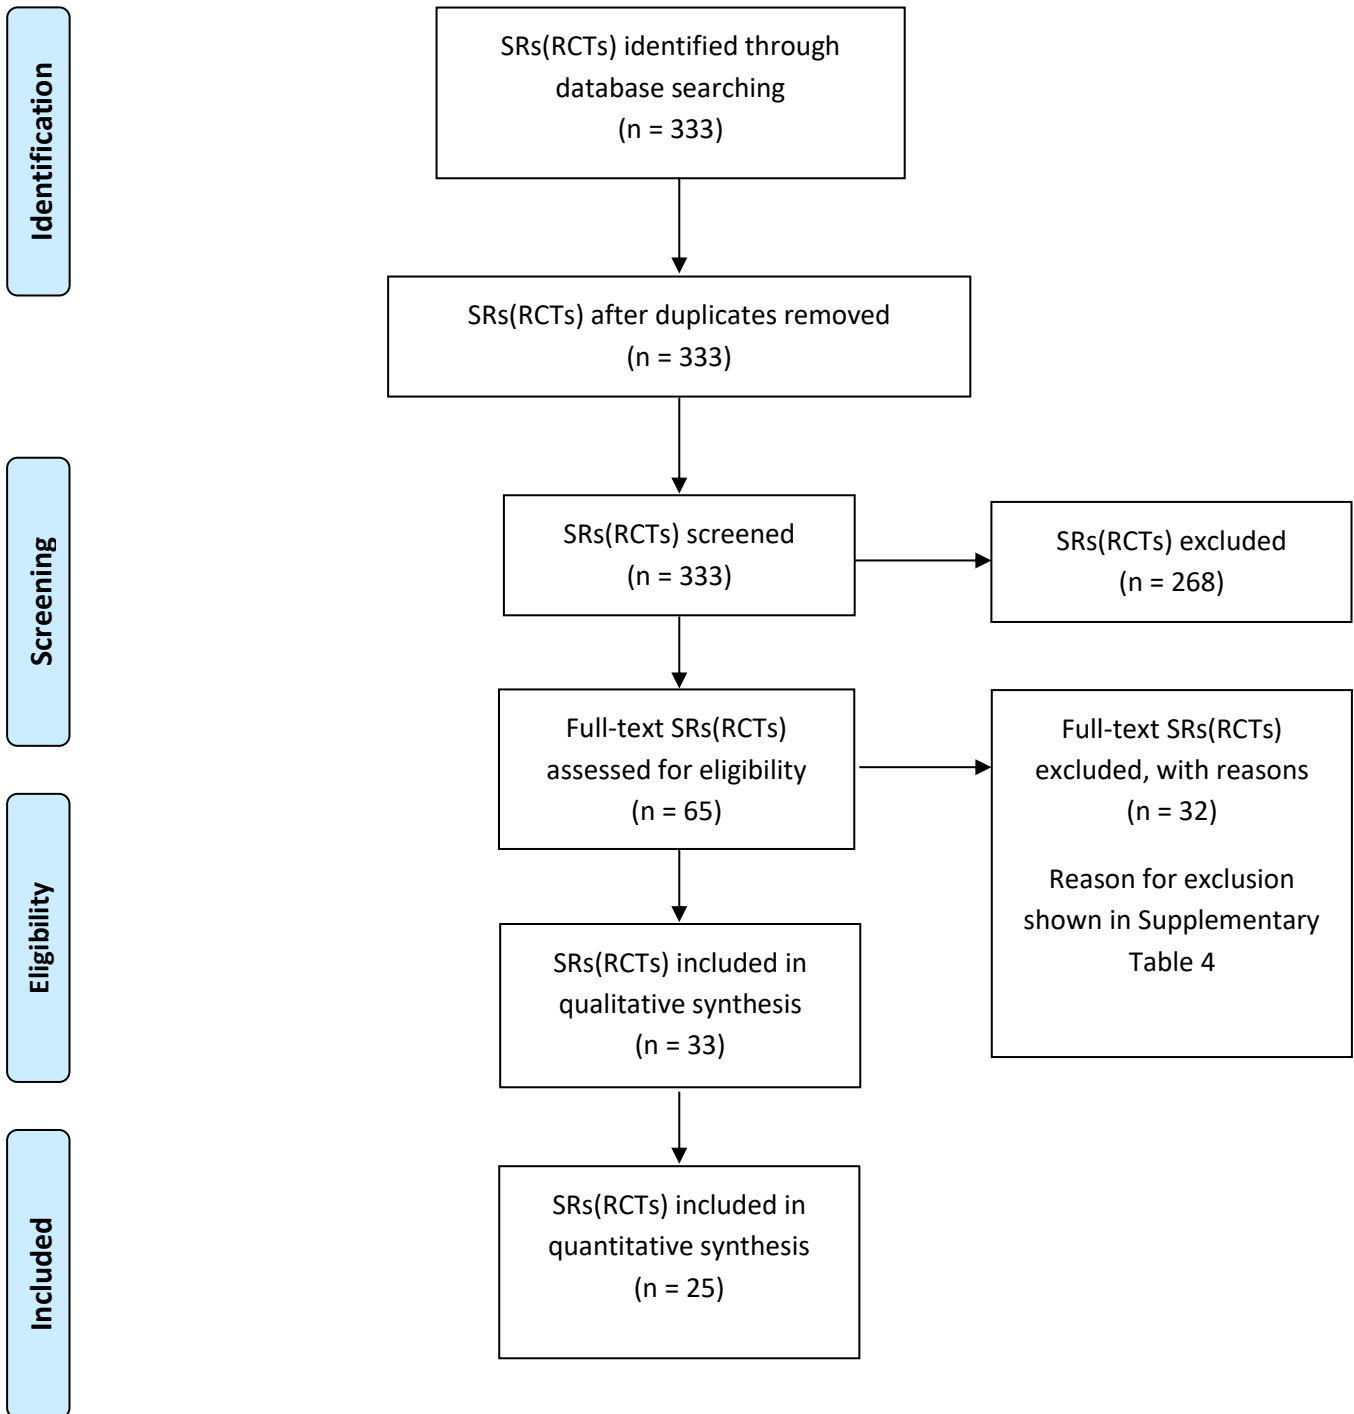 Identification
SRs(RCTs) identified through
database searching
(n = 333)
SRs(RCTs) after duplicates removed
(n = 333)
Screening
SRs(RCTs) screened
(n = 333)
SRs(RCTs) excluded
(n = 268)
Full-text SRs(RCTs)
assessed for eligibility
(n = 65)
Full-text SRs(RCTs)
excluded, with reasons
(n = 32)
Reason for exclusion
shown in Supplementary
Table 4
Eligibility
SRs(RCTs) included in
qualitative synthesis
(n = 33)
Included
SRs(RCTs) included in
quantitative synthesis
(n = 25)